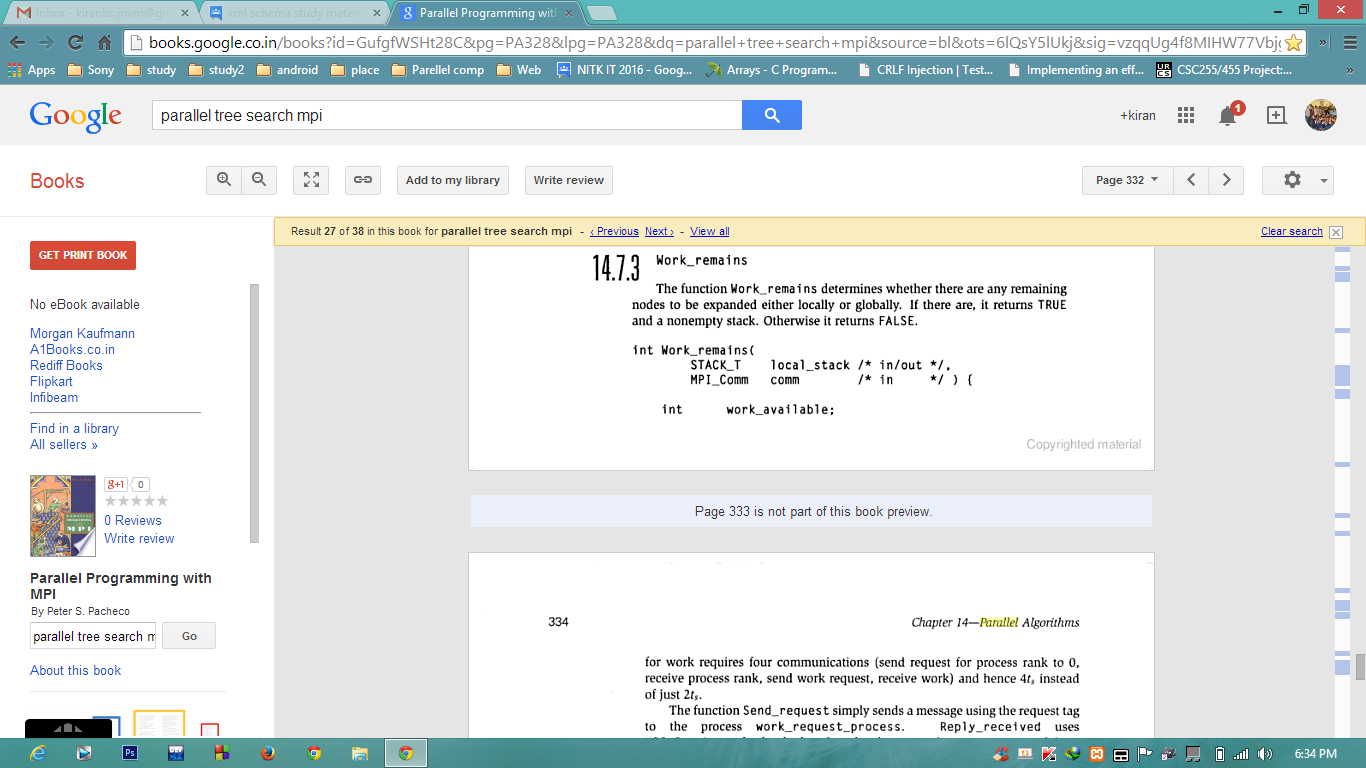 Inbox - kiranbs.jnvm@gm
xml schema study materia
Parallel Programming with
books.google.co.in/books?id=GufgfWSHt28C&pg=PA328&lpg=PA328&dq=parallel+tree+search+mpi&source=bl&ots=6lQsY5lUkj&sig=vzqqUg4f8MIHW77Vbjg
Apps Sony study study2 android place Parellel comp Web NITK IT 2016 - Goog... Arrays - C Program... CRLF Injection | Test... Implementing an eff... CSC255/455 Project:...
Google parallel tree search mpi +kiran 1
Books Add to my library Write review Page 332
Result 27 of 38 in this book for parallel tree search mpi - ‹ Previous Next › - View all Clear search
GET PRINT BOOK
No eBook available
Morgan Kaufmann
A1Books.co.in
Rediff Books
Flipkart
Infibeam
Find in a library
All sellers »
g+1 0
0 Reviews
Write review
Parallel Programming with
MPI
By Peter S. Pacheco
parallel tree search m Go
About this book
14.7.3 Work_remains
The function Work_remains determines whether there are any remaining
nodes to be expanded either locally or globally. If there are, it returns TRUE
and a nonempty stack. Otherwise it returns FALSE.
int Work_remains(
STACK_T local_stack /* in/out */,
MPI_Comm comm /* in */ ) {
int work_available;
Copyrighted material
Page 333 is not part of this book preview.
334 Chapter 14—Parallel Algorithms
for work requires four communications (send request for process rank to 0,
receive process rank, send work request, receive work) and hence 4ts instead
of just 2ts.
The function Send_request simply sends a message using the request tag
to the process work_request_process. Reply_received uses
6:34 PM